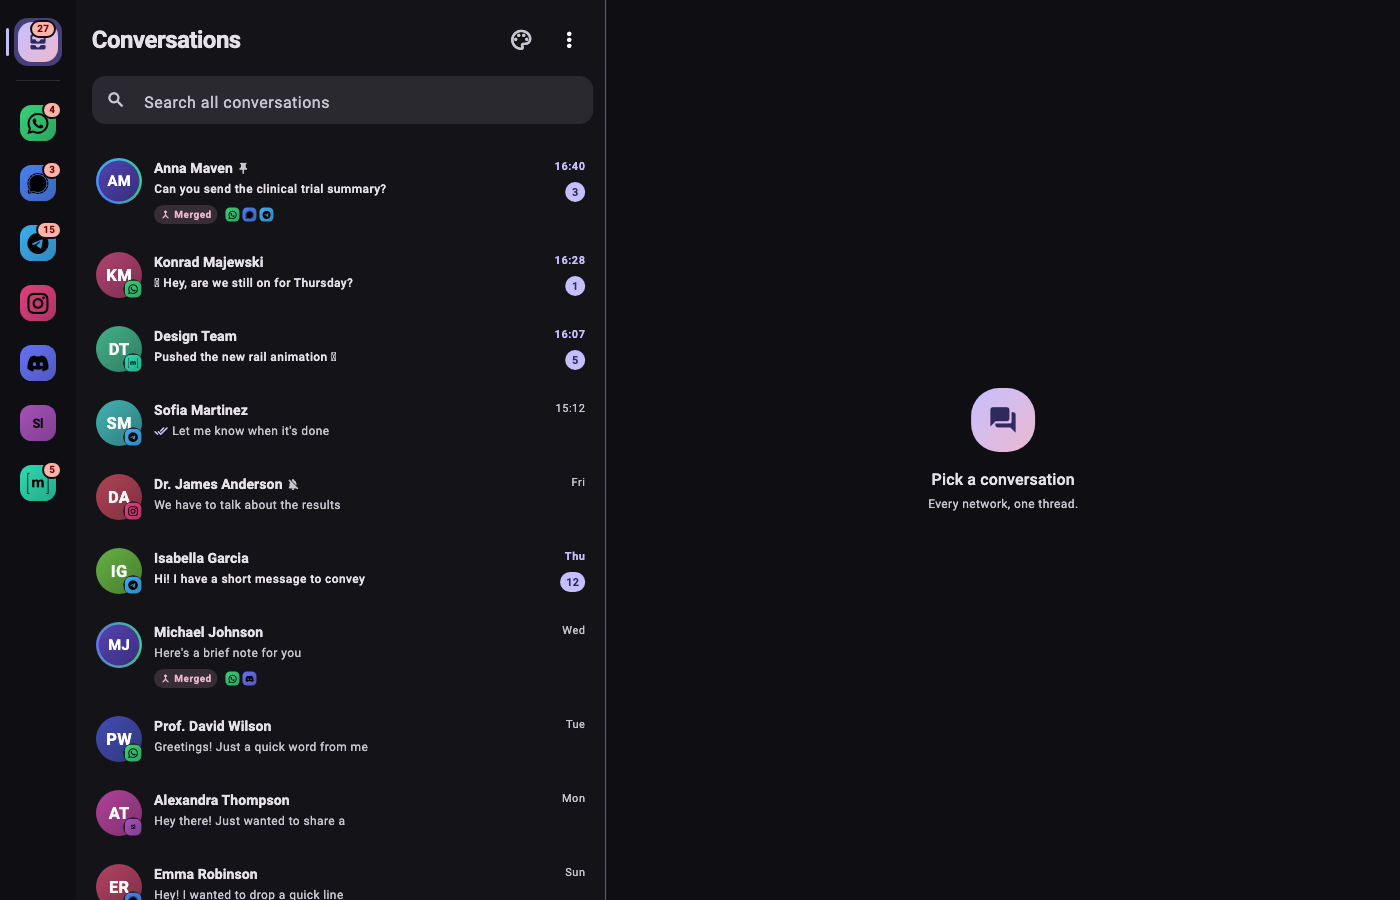 27
Conversations
Search all conversations
4
3
15
Sl
[m]
5
AM
Anna Maven
16:40
Can you send the clinical trial summary?
3
Merged
KM
Konrad Majewski
16:28
Hey, are we still on for Thursday?
1
DT
[m]
Design Team
16:07
Pushed the new rail animation
5
SM
Sofia Martinez
15:12
Let me know when it's done
DA
Dr. James Anderson
Fri
We have to talk about the results
IG
Isabella Garcia
Thu
Hi! I have a short message to convey
12
MJ
Michael Johnson
Wed
Here's a brief note for you
Merged
PW
Prof. David Wilson
Tue
Greetings! Just a quick word from me
AT
Alexandra Thompson
Mon
Hey there! Just wanted to share a
ER
Emma Robinson
Sun
Hey! I wanted to drop a quick line
Pick a conversation
Every network, one thread.